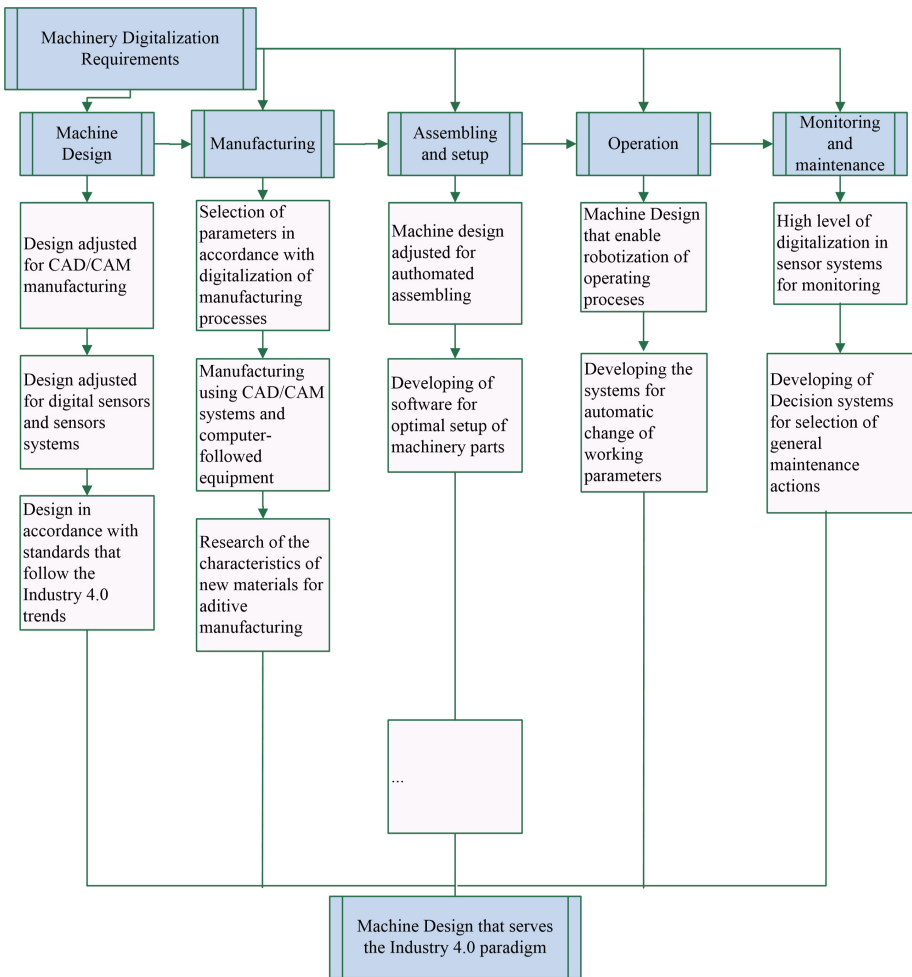 Machinery Digitalization
Requirements
Machine
Design
Manufacturing
Assembling
and setup
Operation
Monitoring
and
maintenance
Design adjusted
for CAD/CAM
manufacturing
Selection of
parameters in
accordance with
digitalization of
manufacturing
processes
Machine design
adjusted for
authomated
assembling
Machine Design
that enable
robotization of
operating
proceses
High level of
digitalization in
sensor systems
for monitoring
Design adjusted
for digital sensors
and sensors
systems
Manufacturing
using CAD/CAM
systems and
computer-
followed
equipment
Developing of
software for
optimal setup of
machinery parts
Developing the
systems for
automatic
change of
working
parameters
Developing of
Decision systems
for selection of
general
maintenance
actions
Design in
accordance with
standards that
follow the
Industry 4.0
trends
Research of the
characteristics of
new materials for
aditive
manufacturing
...
Machine Design that serves
the Industry 4.0 paradigm